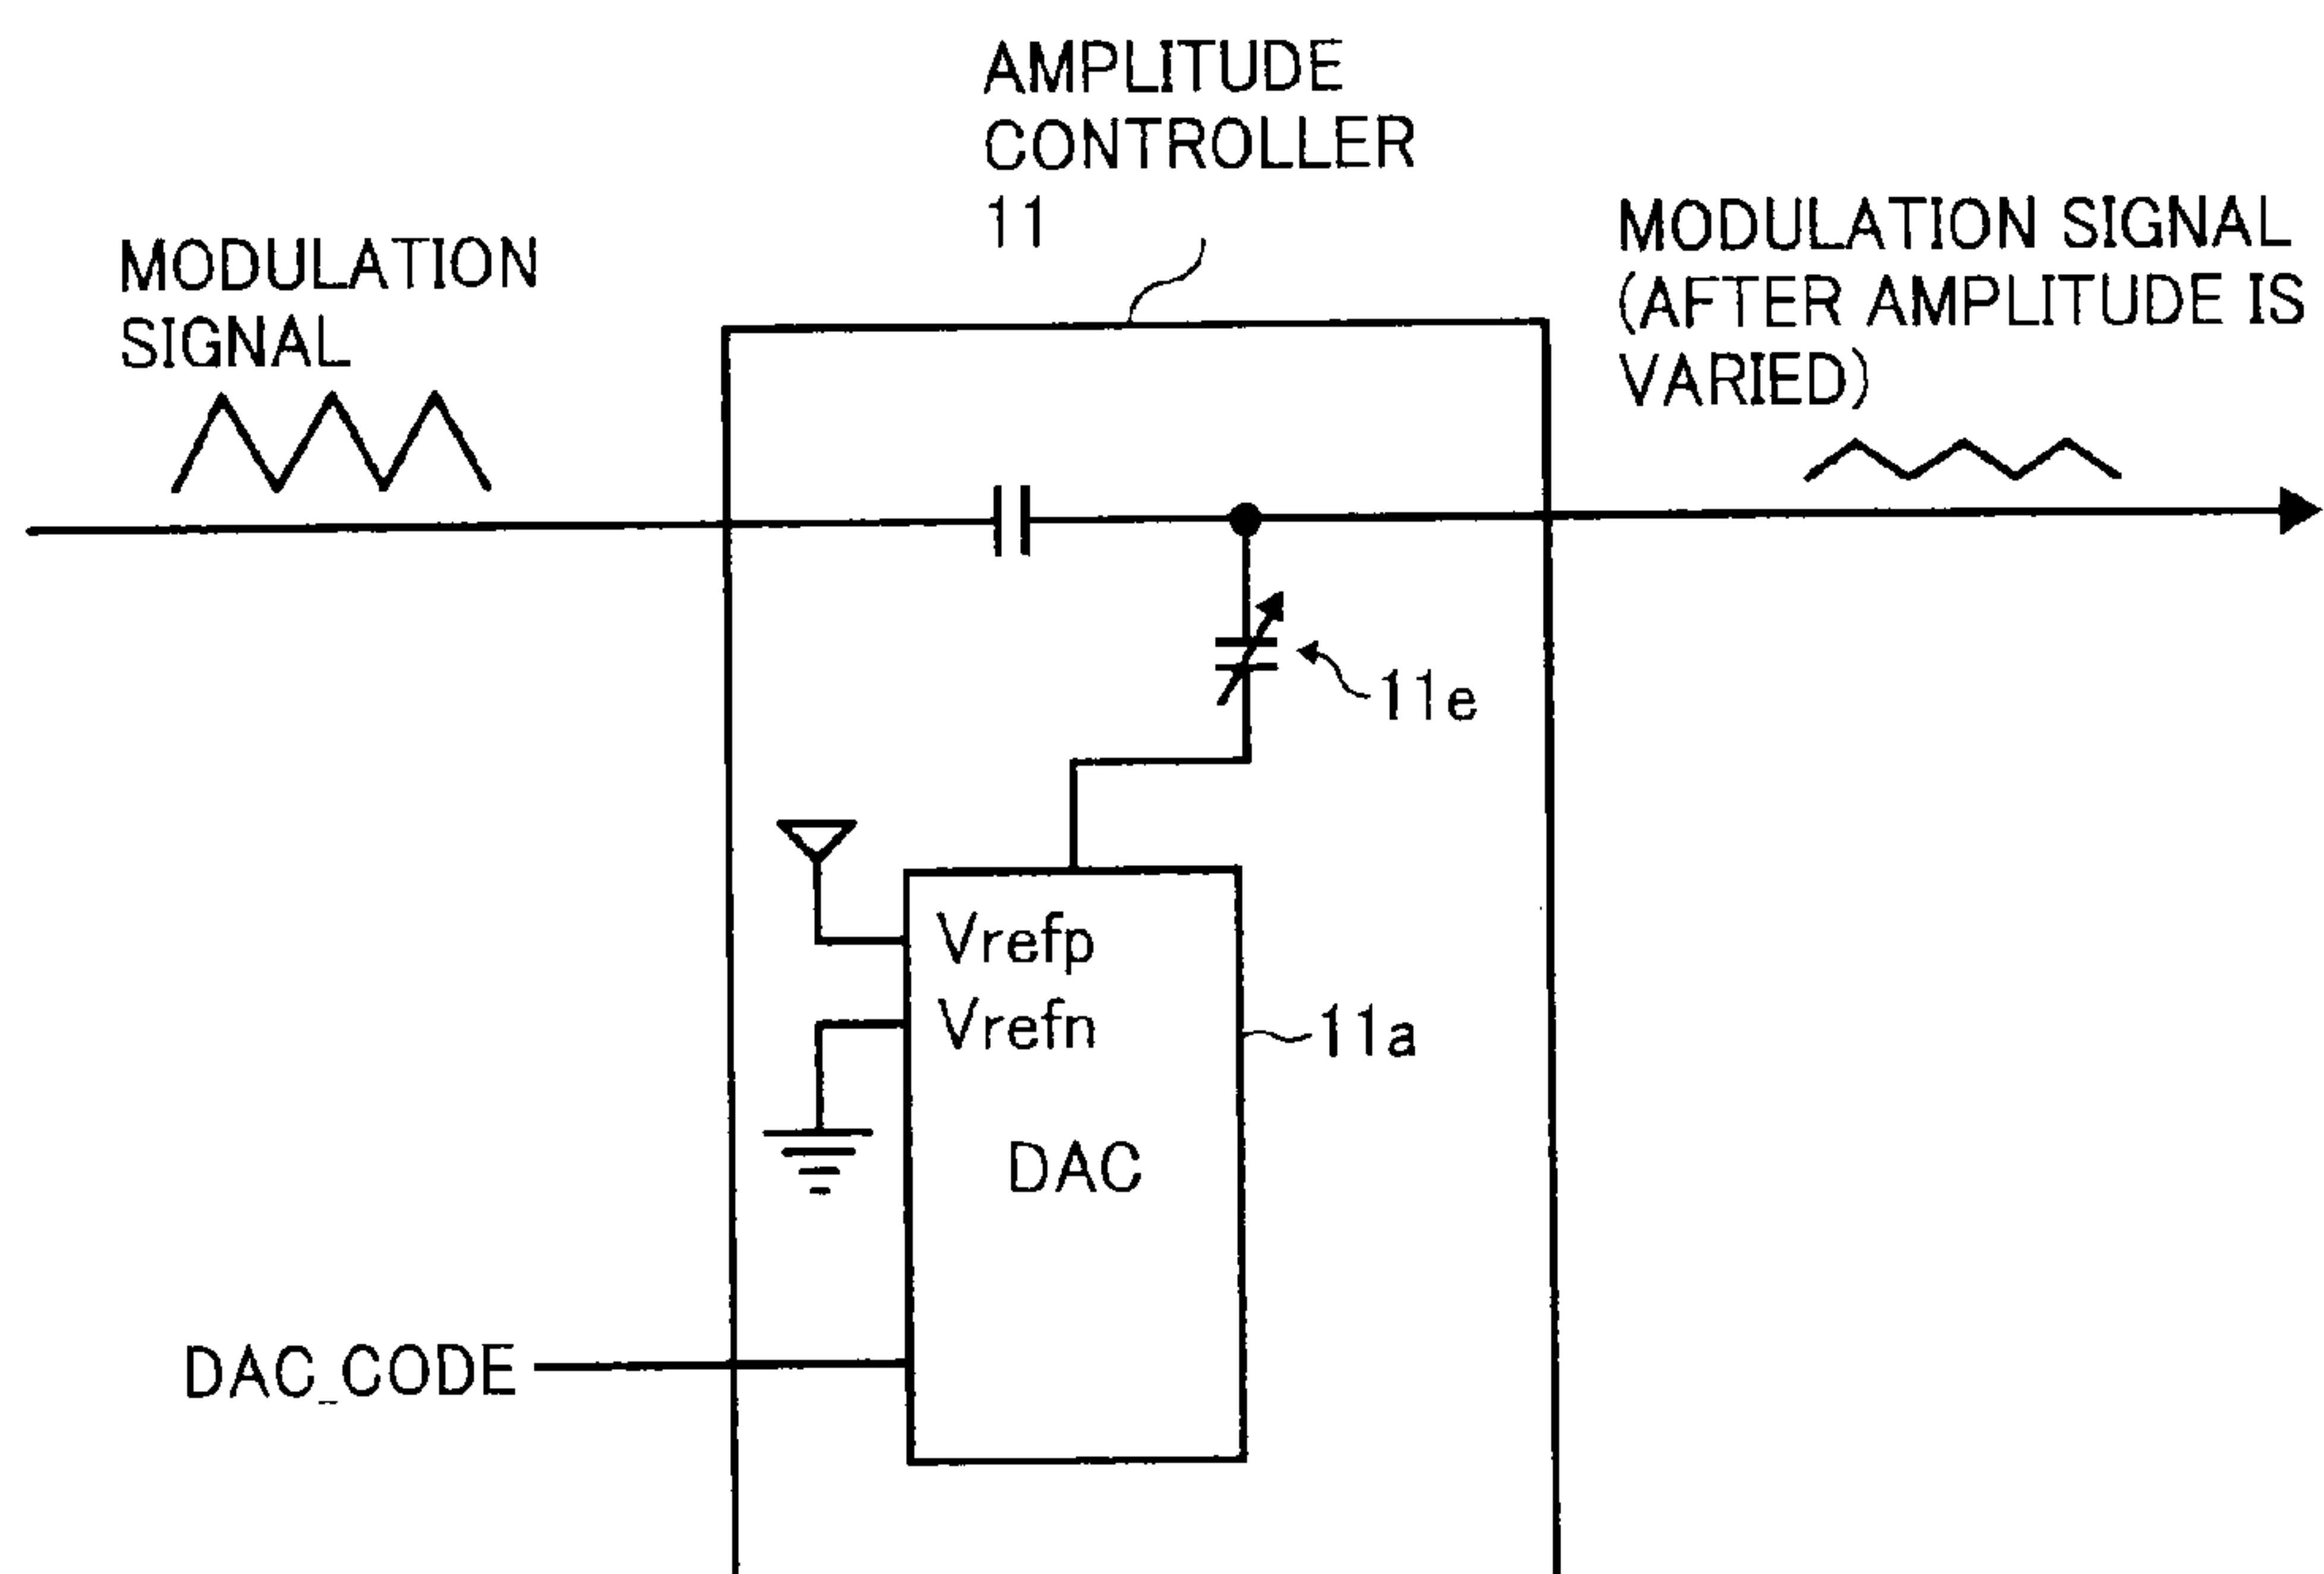 AMPLITUDE
CONTROLLER
11
MODULATION
SIGNAL
MODULATION SIGNAL
(AFTER AMPLITUDE IS
VARIED)
11e
Vrefp
Vrefn
11a
DAC
DAC_CODE